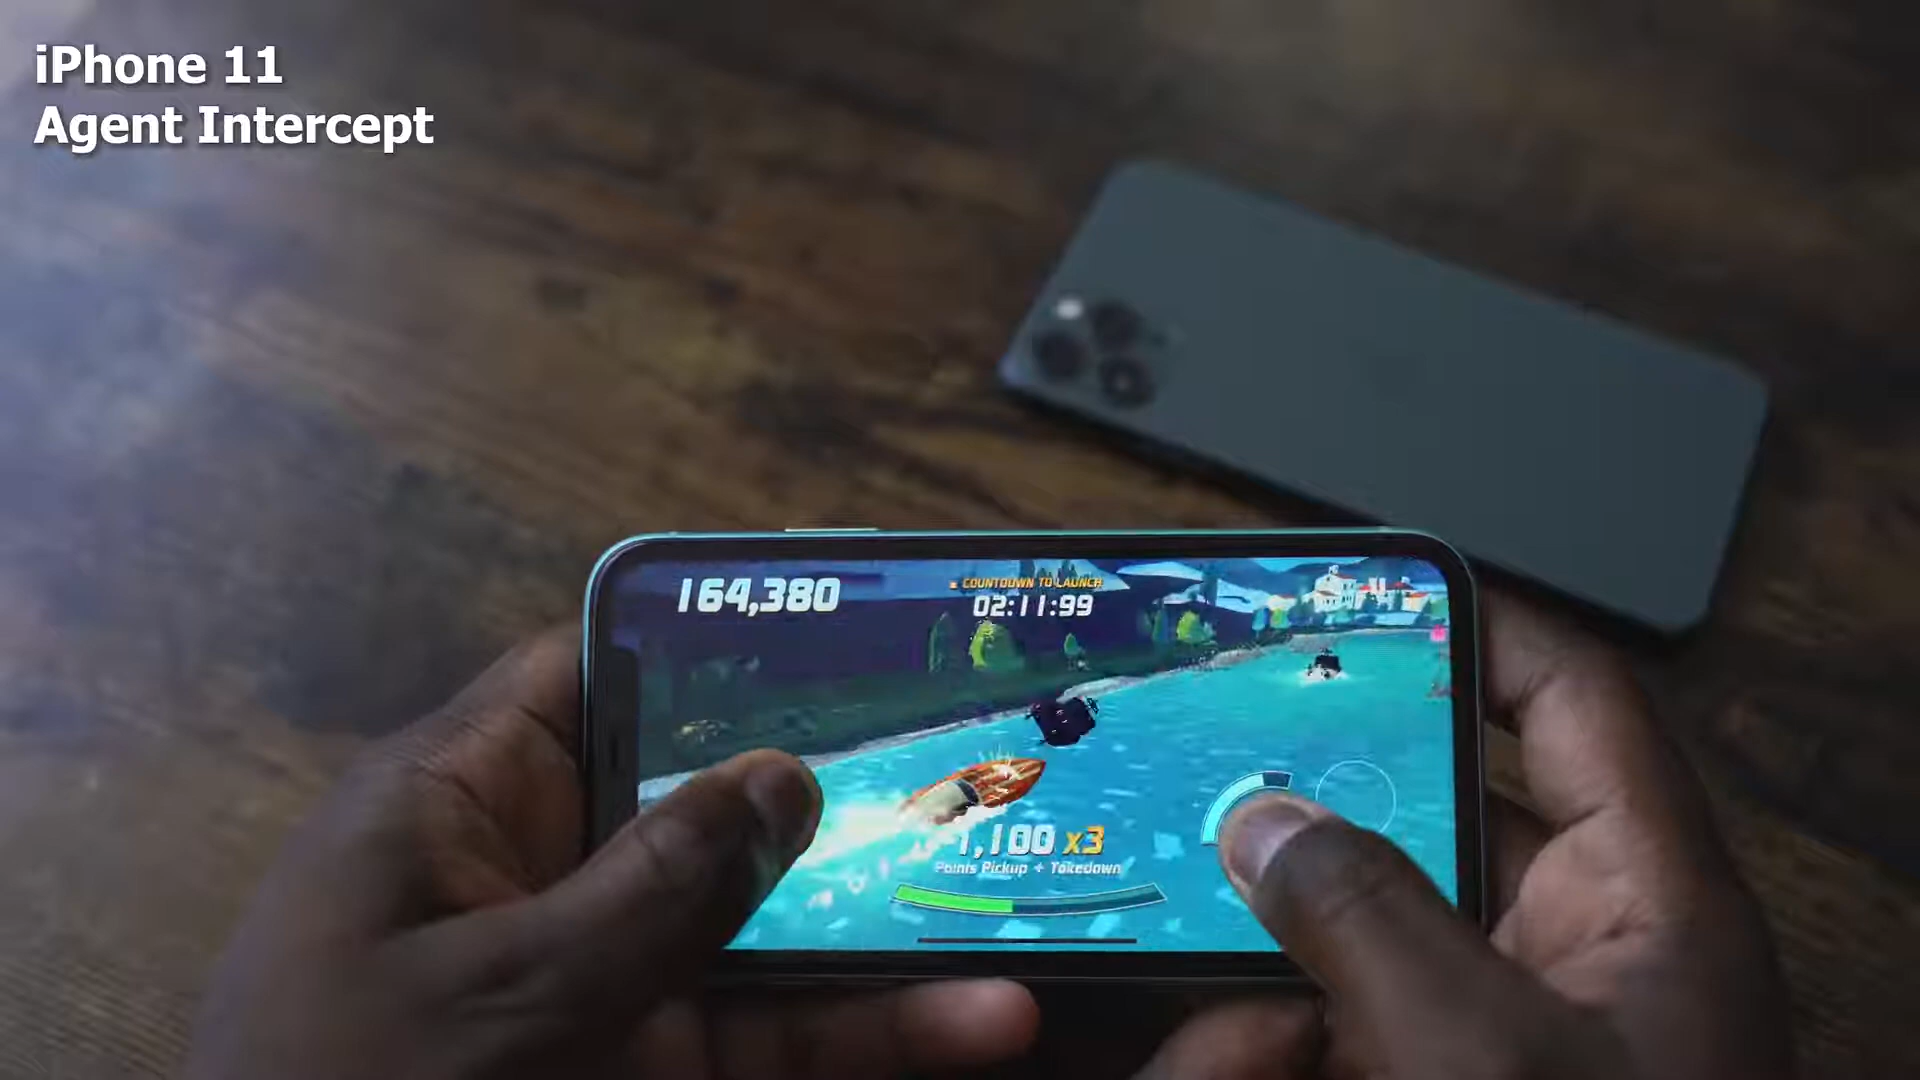 iPhone 11
Agent Intercept
164,380
COUNTDOWN TO LAUNCH
02:11:99
1,100 x3
Points Pickup + Takedown